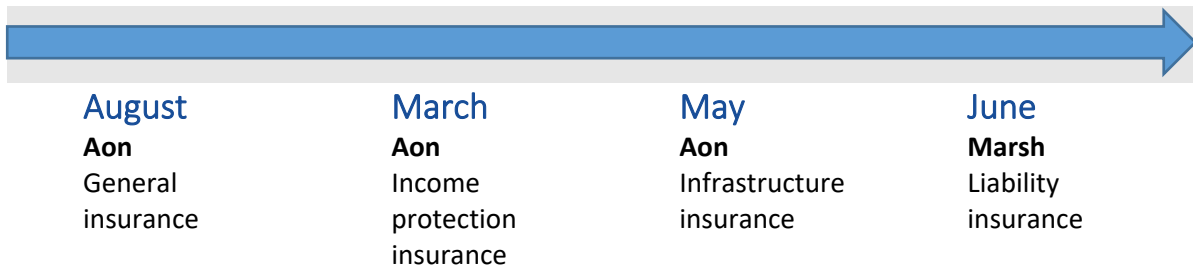 August
Aon
General
insurance
March
Aon
Income
protection
insurance
May
Aon
Infrastructure
insurance
June
Marsh
Liability
insurance